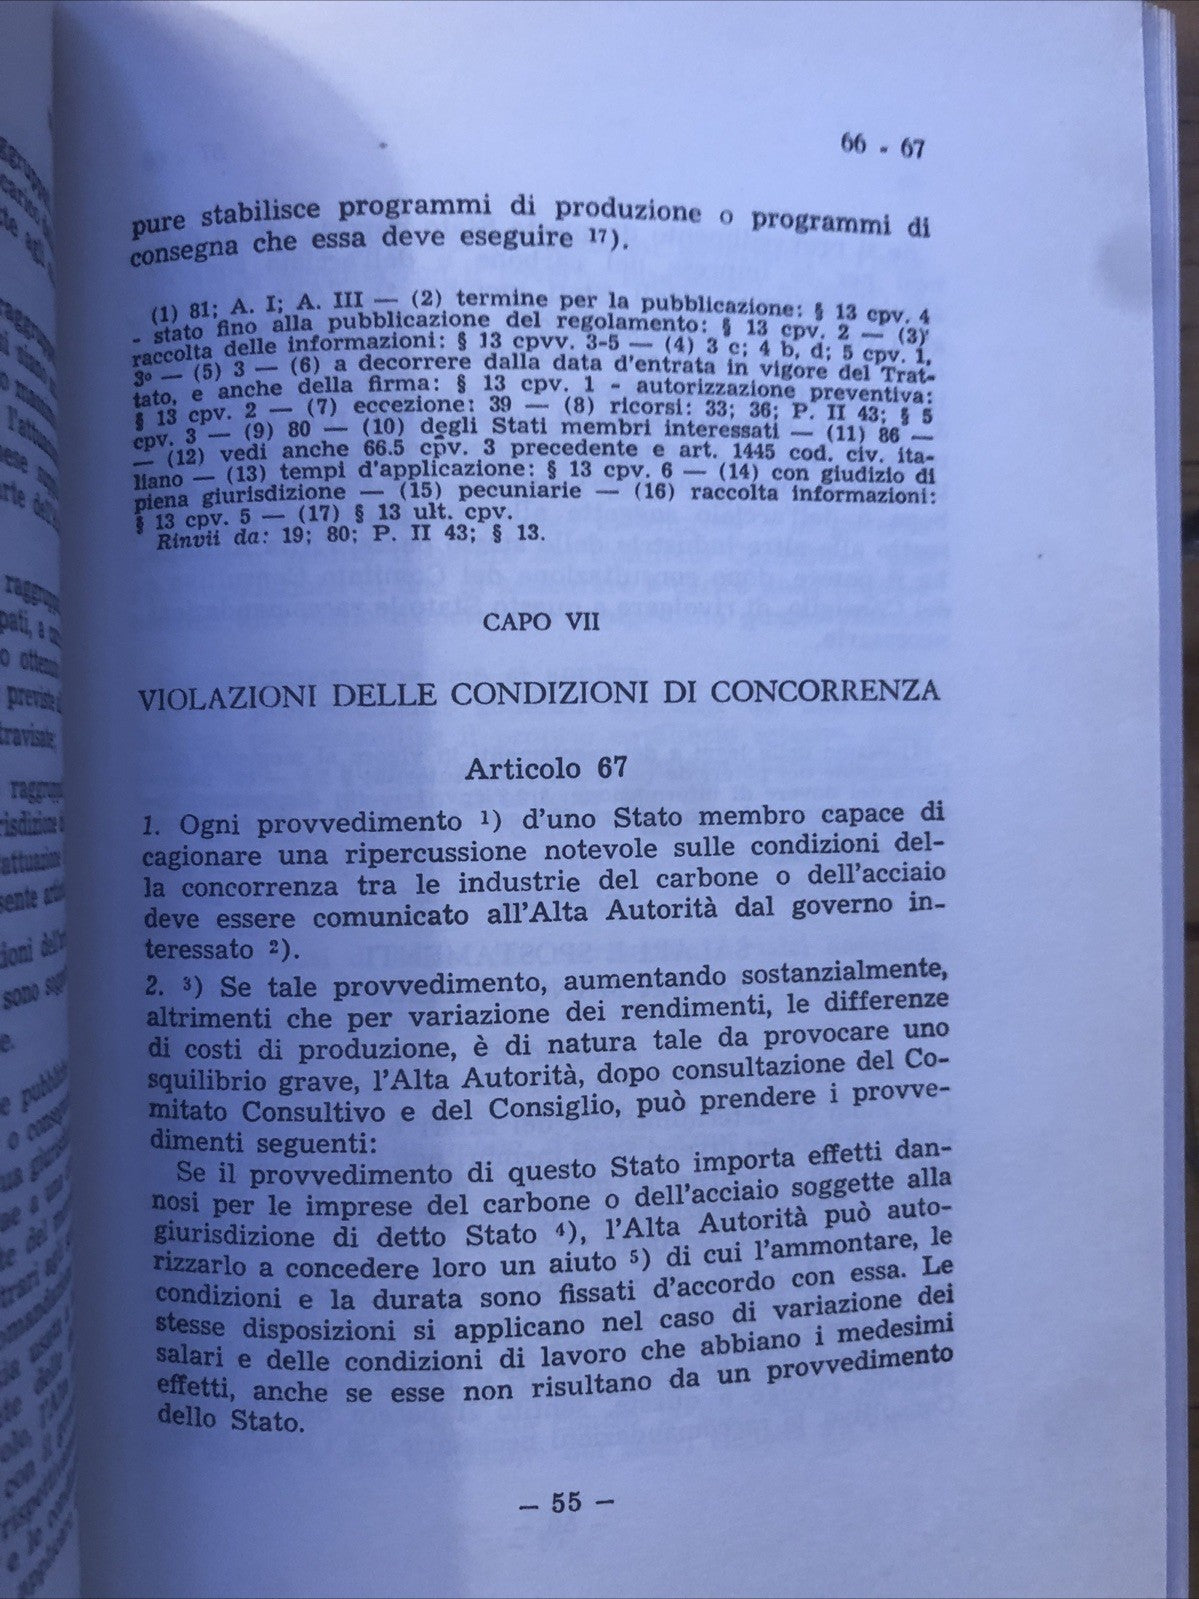 66 - 67
pure stabilisce programmi di produzione o programmi di
consegna che essa deve eseguire 17).
(1) 81; A. I; A. III — (2) termine per la pubblicazione: § 13 cpv. 4
- stato fino alla pubblicazione del regolamento: § 13 cpv. 2 — (3)
raccolta delle informazioni: § 13 cpvv. 3-5 — (4) 3 c; 4 b, d; 5 cpv. 1,
3º — (5) 3 — (6) a decorrere dalla data d'entrata in vigore del Trat-
tato, e anche della firma: § 13 cpv. 1 - autorizzazione preventiva:
§ 13 cpv. 2 — (7) eccezione: 39 — (8) ricorsi: 33; 36; P. II 43; § 5
cpv. 3 — (9) 80 — (10) degli Stati membri interessati — (11) 86 —
— (12) vedi anche 66.5 cpv. 3 precedente e art. 1445 cod. civ. ita-
liano — (13) tempi d'applicazione: § 13 cpv. 6 — (14) con giudizio di
piena giurisdizione — (15) pecuniarie — (16) raccolta informazioni:
§ 13 cpv. 5 — (17) § 13 ult. cpv.
Rinvii da: 19; 80; P. II 43; § 13.
CAPO VII
VIOLAZIONI DELLE CONDIZIONI DI CONCORRENZA
Articolo 67
1. Ogni provvedimento 1) d'uno Stato membro capace di
cagionare una ripercussione notevole sulle condizioni del-
la concorrenza tra le industrie del carbone o dell'acciaio
deve essere comunicato all'Alta Autorità dal governo in-
teressato 2).
2. 3) Se tale provvedimento, aumentando sostanzialmente,
altrimenti che per variazione dei rendimenti, le differenze
di costi di produzione, è di natura tale da provocare uno
squilibrio grave, l'Alta Autorità, dopo consultazione del Co-
mitato Consultivo e del Consiglio, può prendere i provve-
dimenti seguenti:
Se il provvedimento di questo Stato importa effetti dan-
nosi per le imprese del carbone o dell'acciaio soggette alla
giurisdizione di detto Stato 4), l'Alta Autorità può auto-
rizzarlo a concedere loro un aiuto 5) di cui l'ammontare, le
condizioni e la durata sono fissati d'accordo con essa. Le
stesse disposizioni si applicano nel caso di variazione dei
salari e delle condizioni di lavoro che abbiano i medesimi
effetti, anche se esse non risultano da un provvedimento
dello Stato.
— 55 —